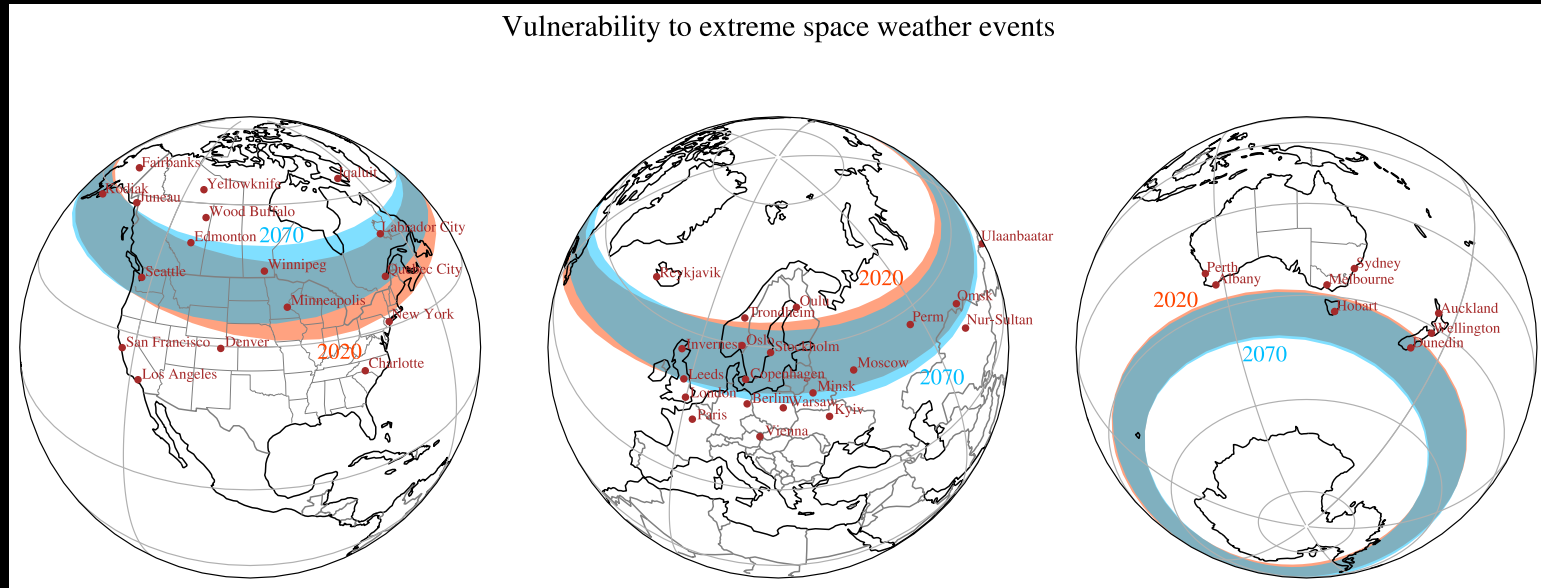 Vulnerability to extreme space weather events
Fairbanks
Kodiak
Juneau
Yellowknife
Iqaluit
Wood Buffalo
Edmonton
2070
Labrador City
Seattle
Winnipeg
Quebec City
Minneapolis
New York
San Francisco
Denver
2020
Charlotte
Los Angeles
Ulaanbaatar
Reykjavik
2020
Oulu
Omsk
Trondheim
Perm
Nur-Sultan
Inverness
Oslo
Stockholm
Moscow
Leeds
Copenhagen
2070
Minsk
London
Berlin
Warsaw
Paris
Kyiv
Vienna
Perth
Albany
Sydney
Melbourne
2020
Hobart
Auckland
Wellington
Dunedin
2070